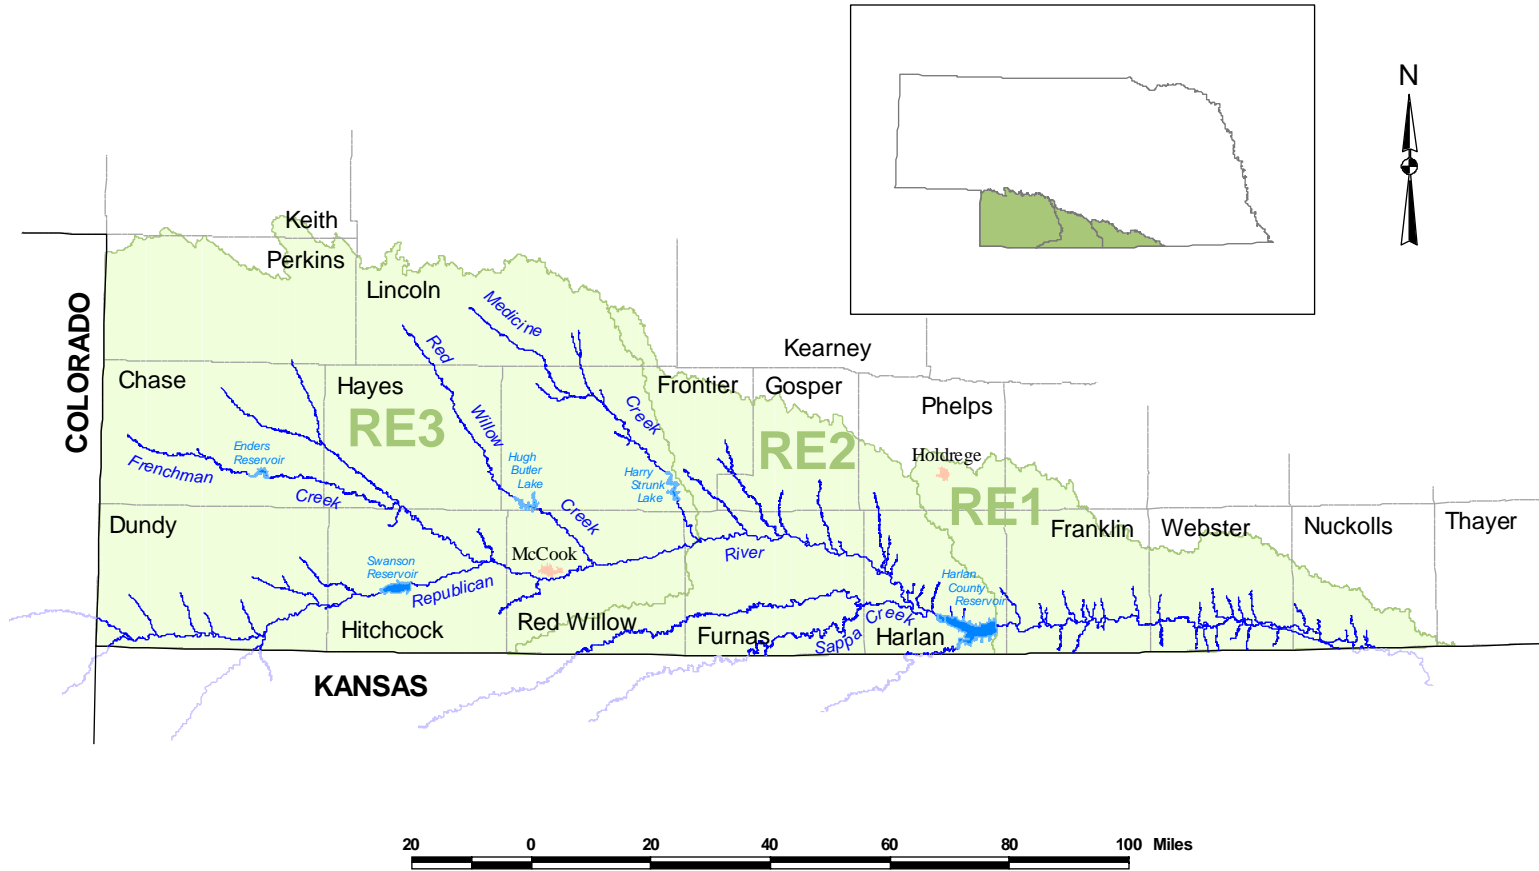 N
Keith
Perkins
Lincoln
COLORADO
Medicine
Red
Kearney
Chase
Hayes
Frontier
Gosper
Phelps
RE3
Willow
Creek
RE2
Enders
Reservoir
Hugh
Butler
Lake
Harry
Strunk
Lake
Holdrege
Frenchman
Creek
Creek
RE1
Dundy
Franklin
Webster
Nuckolls
Thayer
McCook
River
Swanson
Reservoir
Republican
Harlan
County
Reservoir
Hitchcock
Red Willow
Furnas
Sappa
Creek
Harlan
KANSAS
20 0 20 40 60 80 100 Miles